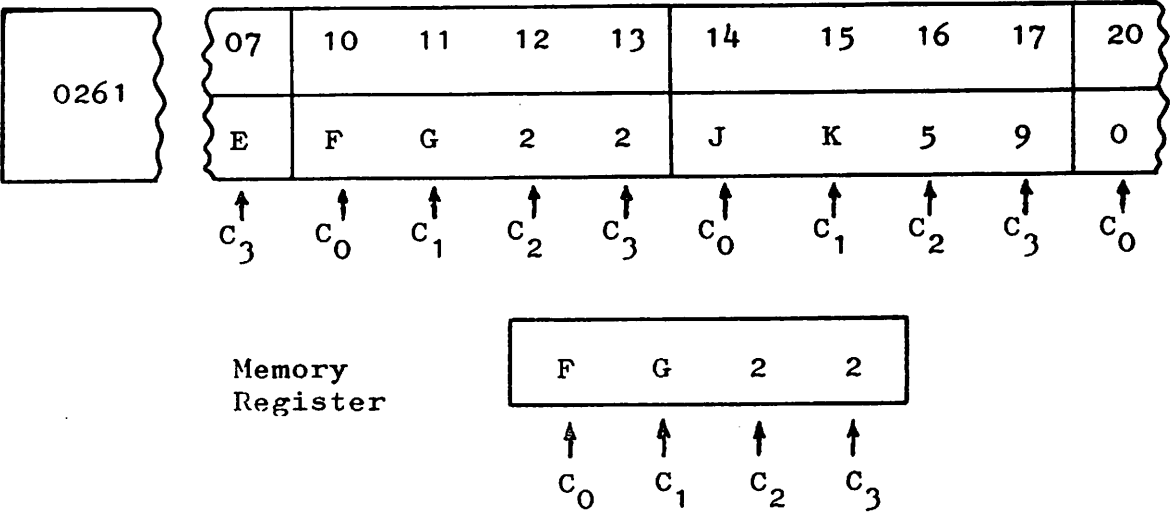 07 10 11 12 13 14 15 16 17 20
0261
E F G 2 2 J K 5 9 0
C3 C0 C1 C2 C3 C0 C1 C2 C3 C0
Memory F G 2 2
Register
C0 C1 C2 C3